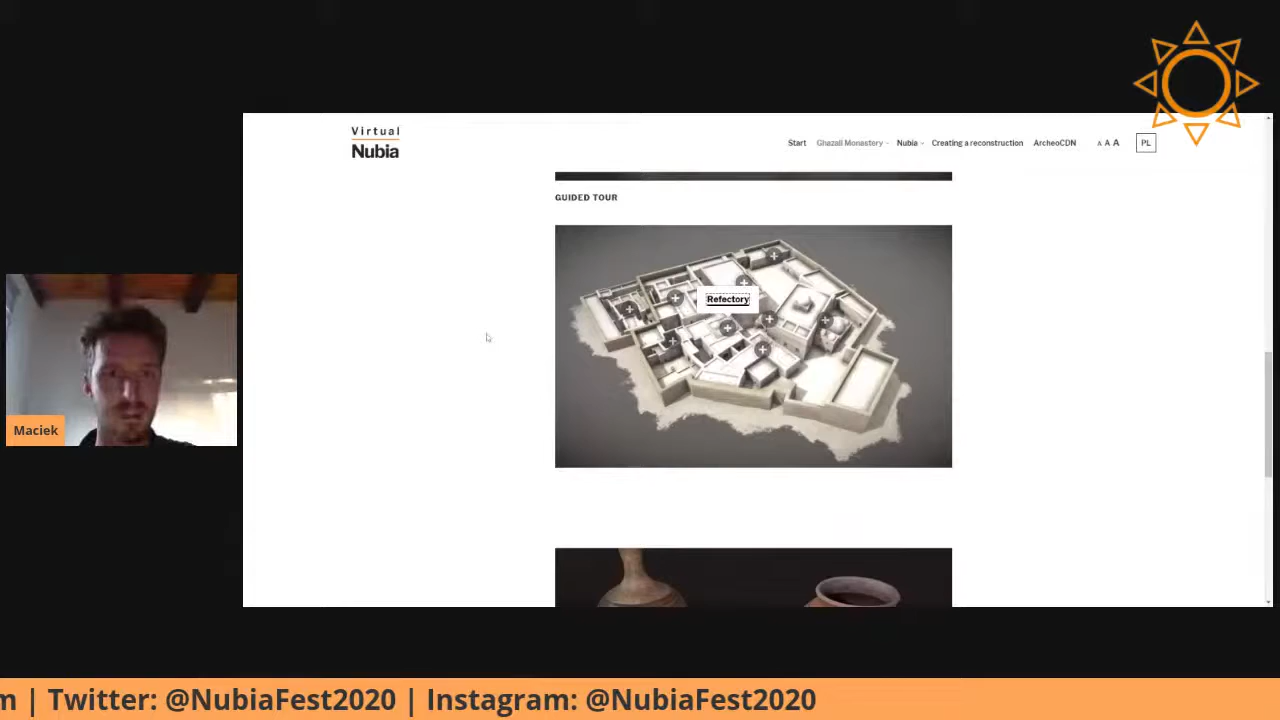 Virtual
Nubia
Start Ghazali Monastery Nubia Creating a reconstruction ArcheoCDN A A A PL
GUIDED TOUR
Refectory
Maciek
m | Twitter: @NubiaFest2020 | Instagram: @NubiaFest2020